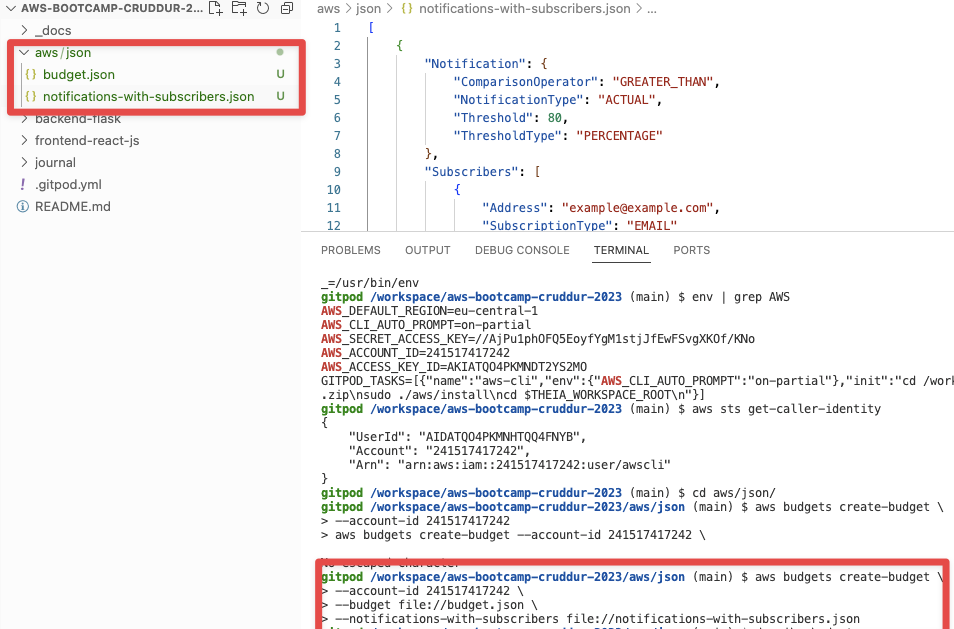 AWS-BOOTCAMP-CRUDDUR-2...
_docs
aws/json
{} budget.json U
{} notifications-with-subscribers.json U
backend-flask
frontend-react-js
journal
! .gitpod.yml
README.md
aws > json > {} notifications-with-subscribers.json > ...
1 [
2 {
3 "Notification": {
4 "ComparisonOperator": "GREATER_THAN",
5 "NotificationType": "ACTUAL",
6 "Threshold": 80,
7 "ThresholdType": "PERCENTAGE"
8 },
9 "Subscribers": [
10 {
11 "Address": "example@example.com",
12 "SubscriptionType": "EMAIL"
PROBLEMS OUTPUT DEBUG CONSOLE TERMINAL PORTS
_=/usr/bin/env
gitpod /workspace/aws-bootcamp-cruddur-2023 (main) $ env | grep AWS
AWS_DEFAULT_REGION=eu-central-1
AWS_CLI_AUTO_PROMPT=on-partial
AWS_SECRET_ACCESS_KEY=//AjPu1phOFQ5EoyfYgM1stjJfEwFSvgXKOf/KNo
AWS_ACCOUNT_ID=241517417242
AWS_ACCESS_KEY_ID=AKIATQO4PKMNDT2YS2MO
GITPOD_TASKS=[{"name":"aws-cli","env":{"AWS_CLI_AUTO_PROMPT":"on-partial"},"init":"cd /work
.zip\nsudo ./aws/install\ncd $THEIA_WORKSPACE_ROOT\n"}]
gitpod /workspace/aws-bootcamp-cruddur-2023 (main) $ aws sts get-caller-identity
{
"UserId": "AIDATQO4PKMNHTQQ4FNYB",
"Account": "241517417242",
"Arn": "arn:aws:iam::241517417242:user/awscli"
}
gitpod /workspace/aws-bootcamp-cruddur-2023 (main) $ cd aws/json/
gitpod /workspace/aws-bootcamp-cruddur-2023/aws/json (main) $ aws budgets create-budget \
> --account-id 241517417242
> aws budgets create-budget --account-id 241517417242 \
No escaped character
gitpod /workspace/aws-bootcamp-cruddur-2023/aws/json (main) $ aws budgets create-budget \
> --account-id 241517417242 \
> --budget file://budget.json \
> --notifications-with-subscribers file://notifications-with-subscribers.json